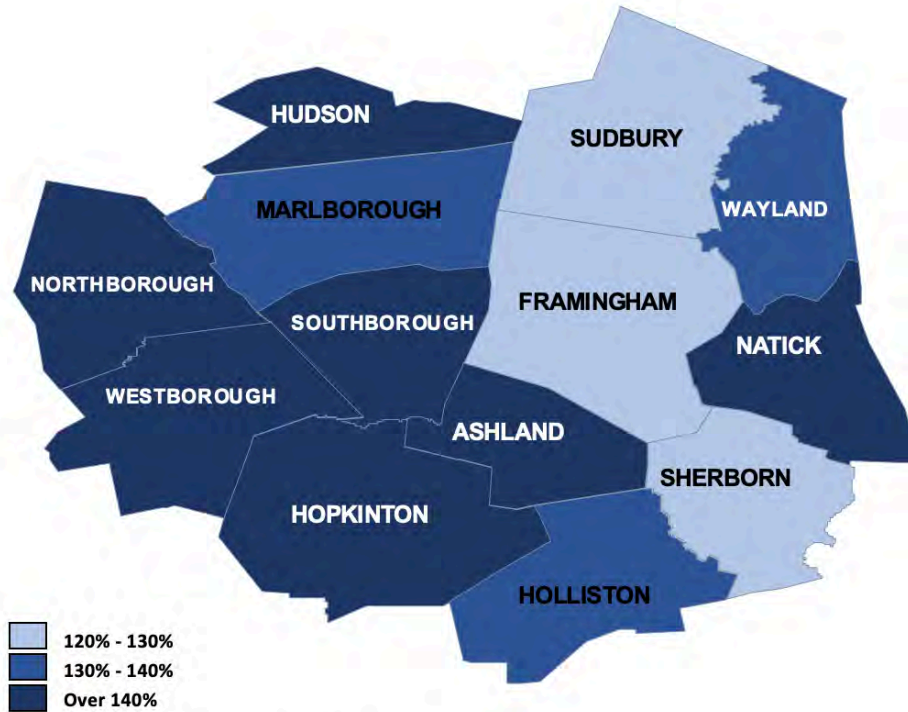 HUDSON
SUDBURY
MARLBOROUGH
WAYLAND
NORTHBOROUGH
FRAMINGHAM
SOUTHBOROUGH
NATICK
WESTBOROUGH
ASHLAND
SHERBORN
HOPKINTON
HOLLISTON
120% - 130%
130% - 140%
Over 140%